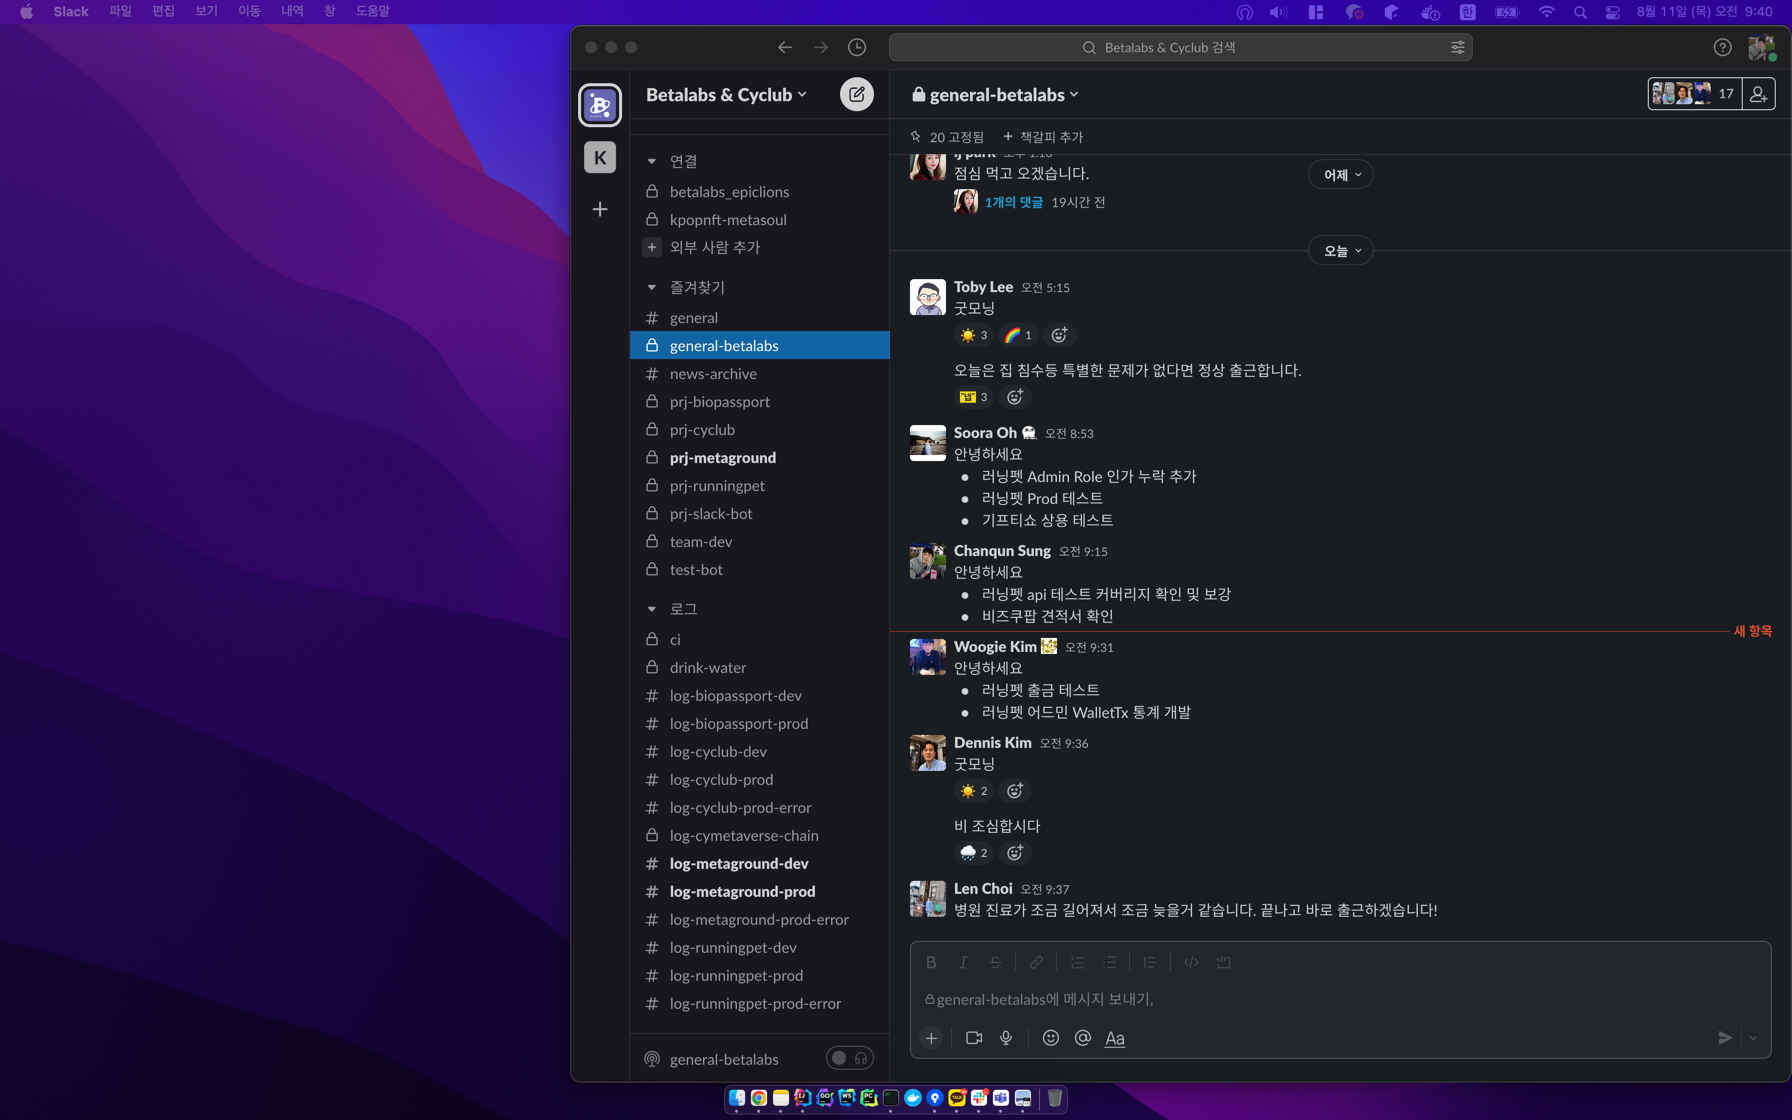 Slack 파일 편집 보기 이동 내역 창 도움말
한
8월 11일 (목) 오전 9:40
Betalabs & Cyclub 검색
K
Betalabs & Cyclub
연결
betalabs_epiclions
kpopnft-metasoul
외부 사람 추가
즐겨찾기
general
general-betalabs
news-archive
prj-biopassport
prj-cyclub
prj-metaground
prj-runningpet
prj-slack-bot
team-dev
test-bot
로그
ci
drink-water
log-biopassport-dev
log-biopassport-prod
log-cyclub-dev
log-cyclub-prod
log-cyclub-prod-error
log-cymetaverse-chain
log-metaground-dev
log-metaground-prod
log-metaground-prod-error
log-runningpet-dev
log-runningpet-prod
log-runningpet-prod-error
general-betalabs
general-betalabs
17
20 고정됨 + 책갈피 추가
점심 먹고 오겠습니다.
어제
1개의 댓글 19시간 전
오늘
Toby Lee 오전 5:15
굿모닝
3 1
오늘은 집 침수등 특별한 문제가 없다면 정상 출근합니다.
"넵" 3
Soora Oh 오전 8:53
안녕하세요
• 러닝펫 Admin Role 인가 누락 추가
• 러닝펫 Prod 테스트
• 기프티쇼 상용 테스트
Chanqun Sung 오전 9:15
안녕하세요
• 러닝펫 api 테스트 커버리지 확인 및 보강
• 비즈쿠팝 견적서 확인
새 항목
Woogie Kim 오전 9:31
안녕하세요
• 러닝펫 출금 테스트
• 러닝펫 어드민 WalletTx 통계 개발
Dennis Kim 오전 9:36
굿모닝
2
비 조심합시다
2
Len Choi 오전 9:37
병원 진료가 조금 길어져서 조금 늦을거 같습니다. 끝나고 바로 출근하겠습니다!
B I S
general-betalabs에 메시지 보내기,
@ Aa